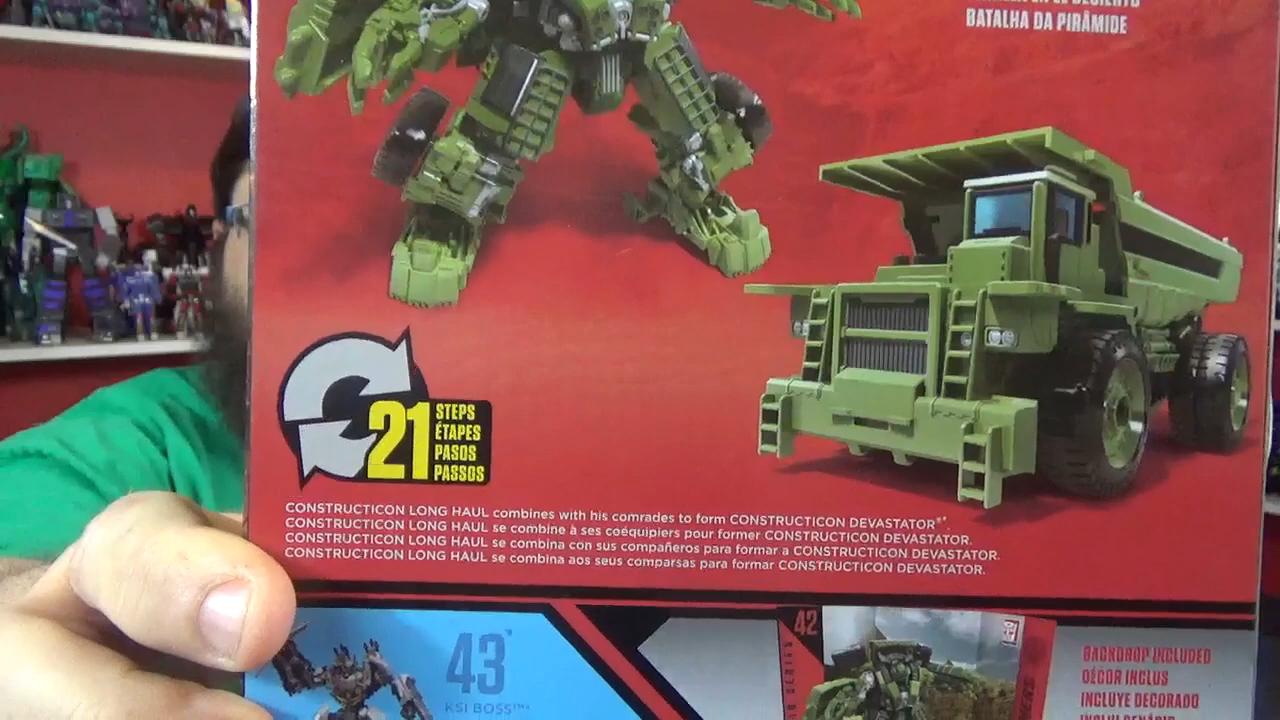 BATALHA DA PIRÂMIDE
21 STEPS
ÉTAPES
PASOS
PASSOS
CONSTRUCTICON LONG HAUL combines with his comrades to form CONSTRUCTICON DEVASTATOR**.
CONSTRUCTICON LONG HAUL se combine à ses coéquipiers pour former CONSTRUCTICON DEVASTATOR.
CONSTRUCTICON LONG HAUL se combina con sus compañeros para formar a CONSTRUCTICON DEVASTATOR.
CONSTRUCTICON LONG HAUL se combina aos seus comparsas para formar CONSTRUCTICON DEVASTATOR.
43*
KSI BOSS™*
42
BACKDROP INCLUDED
DÉCOR INCLUS
INCLUYE DECORADO